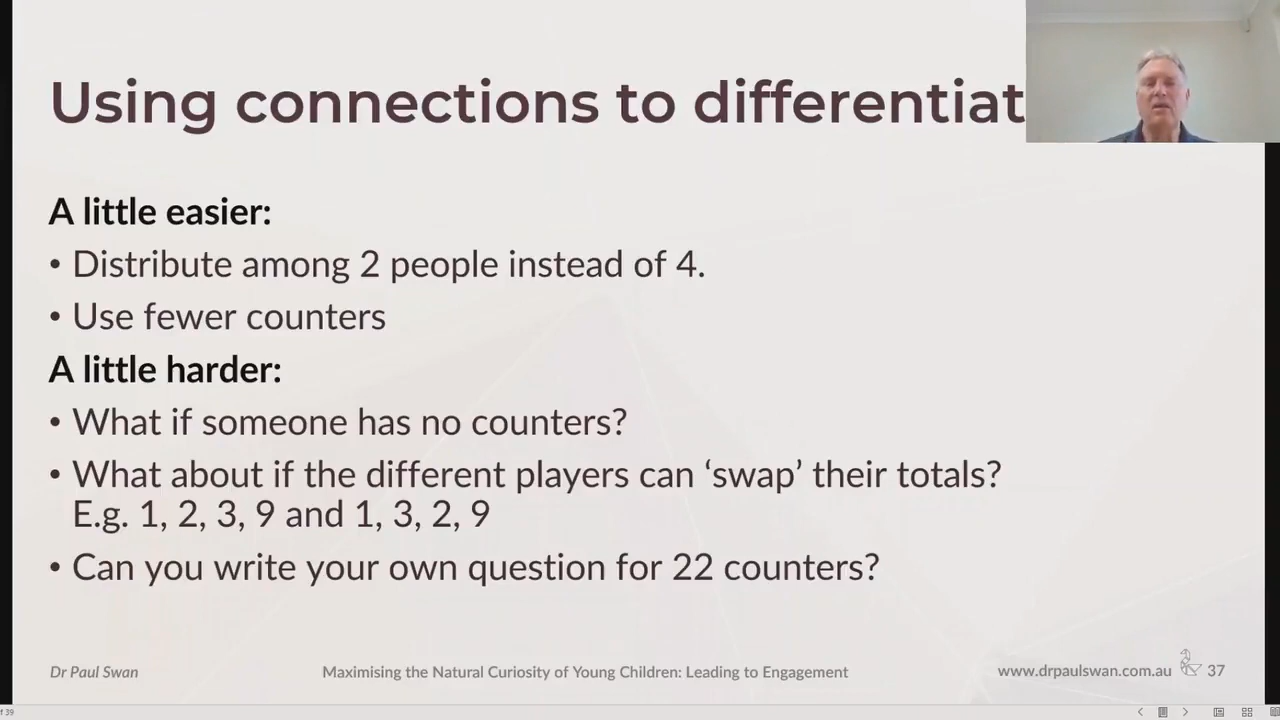 Using connections to differentiat
A little easier:
• Distribute among 2 people instead of 4.
• Use fewer counters
A little harder:
• What if someone has no counters?
• What about if the different players can ‘swap’ their totals?
E.g. 1, 2, 3, 9 and 1, 3, 2, 9
• Can you write your own question for 22 counters?
Dr Paul Swan Maximising the Natural Curiosity of Young Children: Leading to Engagement www.drpaulswan.com.au 37
of 39